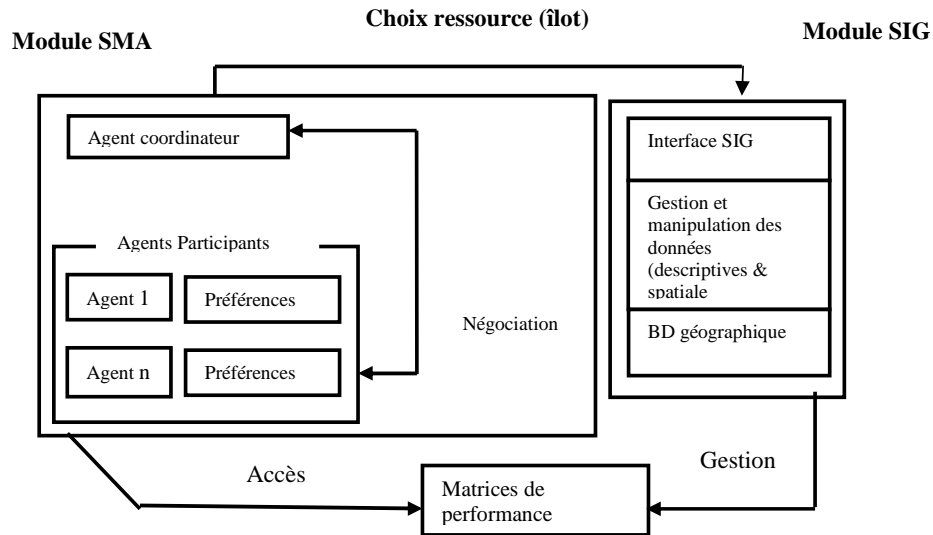 Choix ressource (îlot)
Module SMA
Module SIG
Agent coordinateur
Agents Participants
Agent 1
Préférences
Agent n
Préférences
Négociation
Interface SIG
Gestion et
manipulation des
données
(descriptives &
spatiale
BD géographique
Accès
Gestion
Matrices de
performance